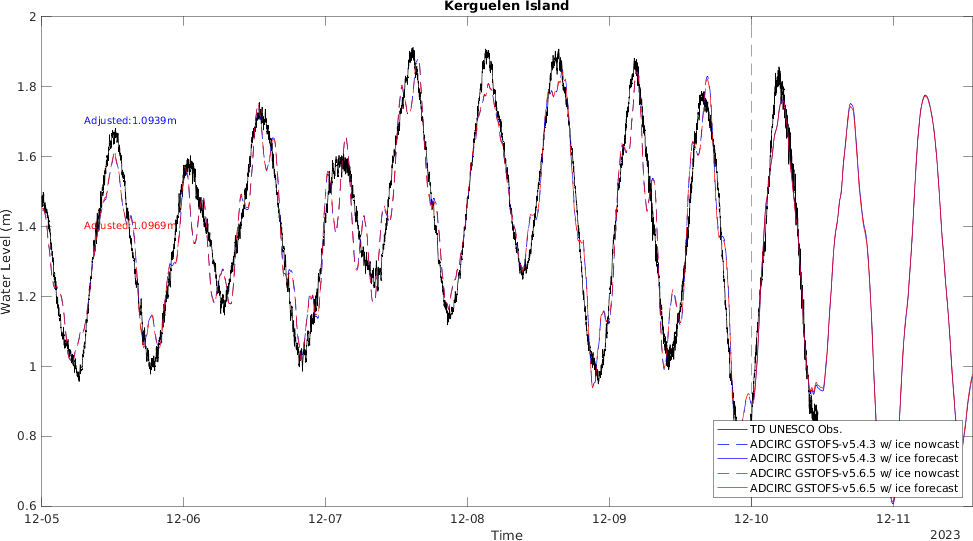 Kerguelen Island
2
1.8
1.6
1.4
1.2
1
0.8
0.6
Water Level (m)
Adjusted:1.0939m
Adjusted:1.0969m
TD UNESCO Obs.
ADCIRC GSTOFS-v5.4.3 w/ ice nowcast
ADCIRC GSTOFS-v5.4.3 w/ ice forecast
ADCIRC GSTOFS-v5.6.5 w/ ice nowcast
ADCIRC GSTOFS-v5.6.5 w/ ice forecast
12-05 12-06 12-07 12-08 12-09 12-10 12-11
Time
2023